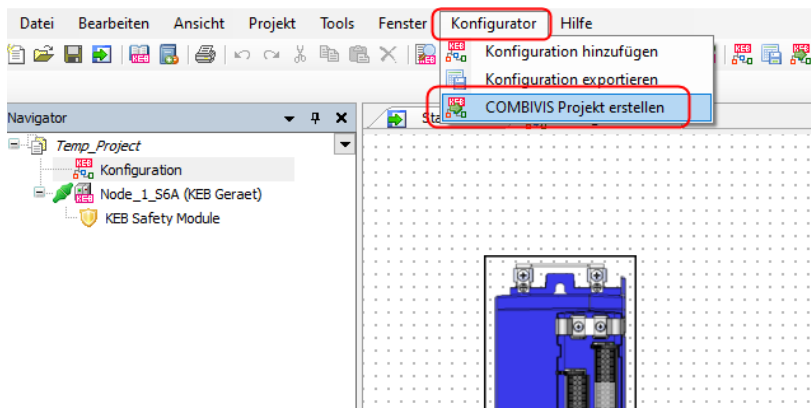 Datei Bearbeiten Ansicht Projekt Tools Fenster Konfigurator Hilfe
Konfiguration hinzufügen
Konfiguration exportieren
COMBIVIS Projekt erstellen
Navigator
Sta
Temp_Project
Konfiguration
Node_1_S6A (KEB Geraet)
KEB Safety Module